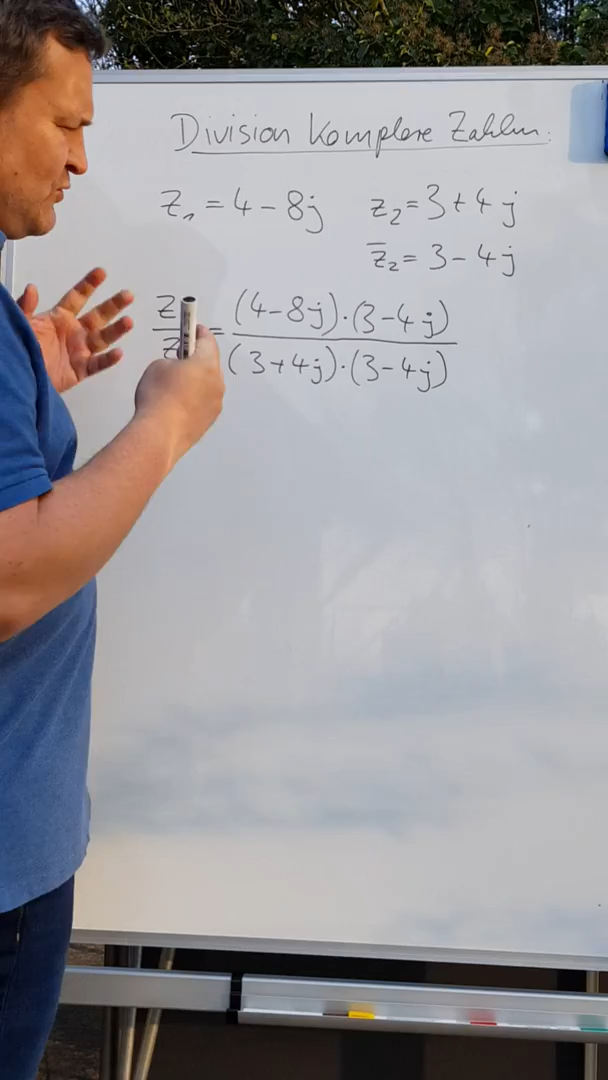 Division Komplexe Zahlen:
z₁ = 4 - 8j z₂ = 3 + 4j
z̅₂ = 3 - 4j
z = (4-8j)·(3-4j)
z (3+4j)·(3-4j)